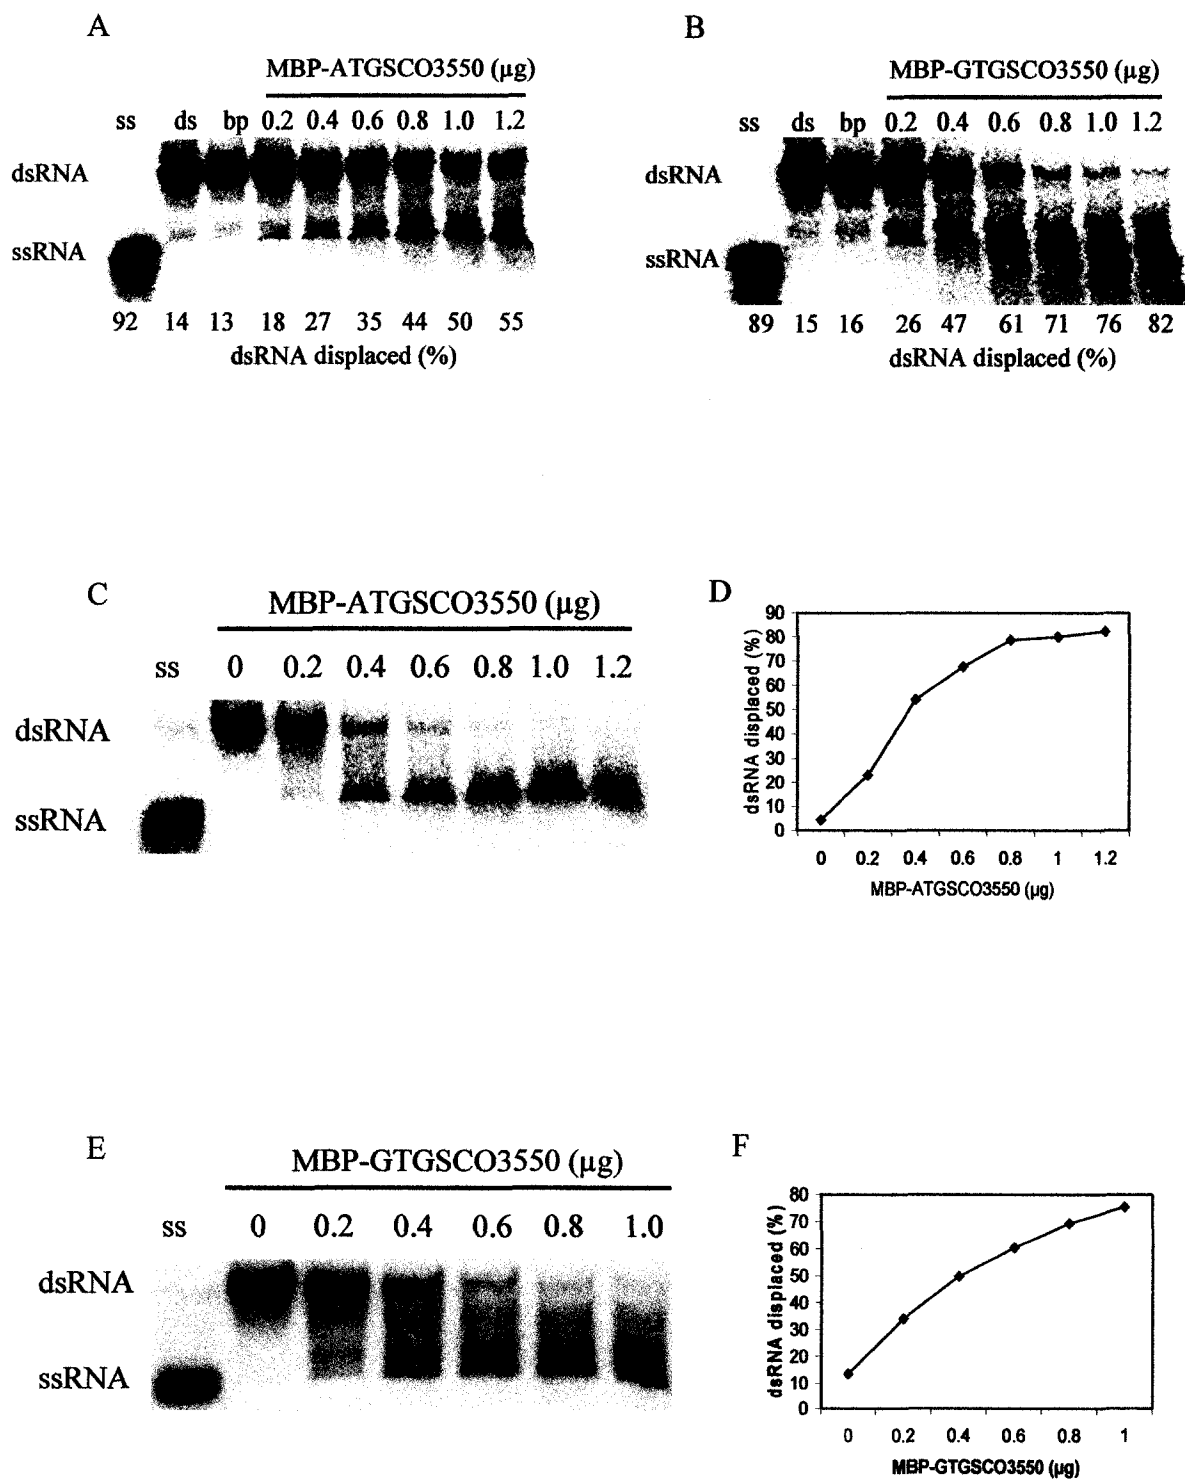 A
MBP-ATGSCO3550 (µg)
ss ds bp 0.2 0.4 0.6 0.8 1.0 1.2
dsRNA
ssRNA
92 14 13 18 27 35 44 50 55
dsRNA displaced (%)
B
MBP-GTGSCO3550 (µg)
ss ds bp 0.2 0.4 0.6 0.8 1.0 1.2
dsRNA
ssRNA
89 15 16 26 47 61 71 76 82
dsRNA displaced (%)
C
MBP-ATGSCO3550 (µg)
ss 0 0.2 0.4 0.6 0.8 1.0 1.2
dsRNA
ssRNA
D
dsRNA displaced (%)
90
80
70
60
50
40
30
20
10
0
0 0.2 0.4 0.6 0.8 1 1.2
MBP-ATGSCO3550 (µg)
E
MBP-GTGSCO3550 (µg)
ss 0 0.2 0.4 0.6 0.8 1.0
dsRNA
ssRNA
F
dsRNA displaced (%)
80
70
60
50
40
30
20
10
0
0 0.2 0.4 0.6 0.8 1
MBP-GTGSCO3550 (µg)